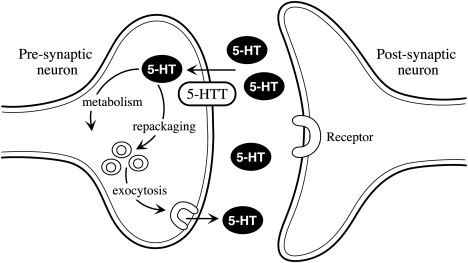 Pre-synaptic
neuron
5-HT
5-HT
5-HT
5-HTT
metabolism
repackaging
exocytosis
5-HT
5-HT
Receptor
Post-synaptic
neuron